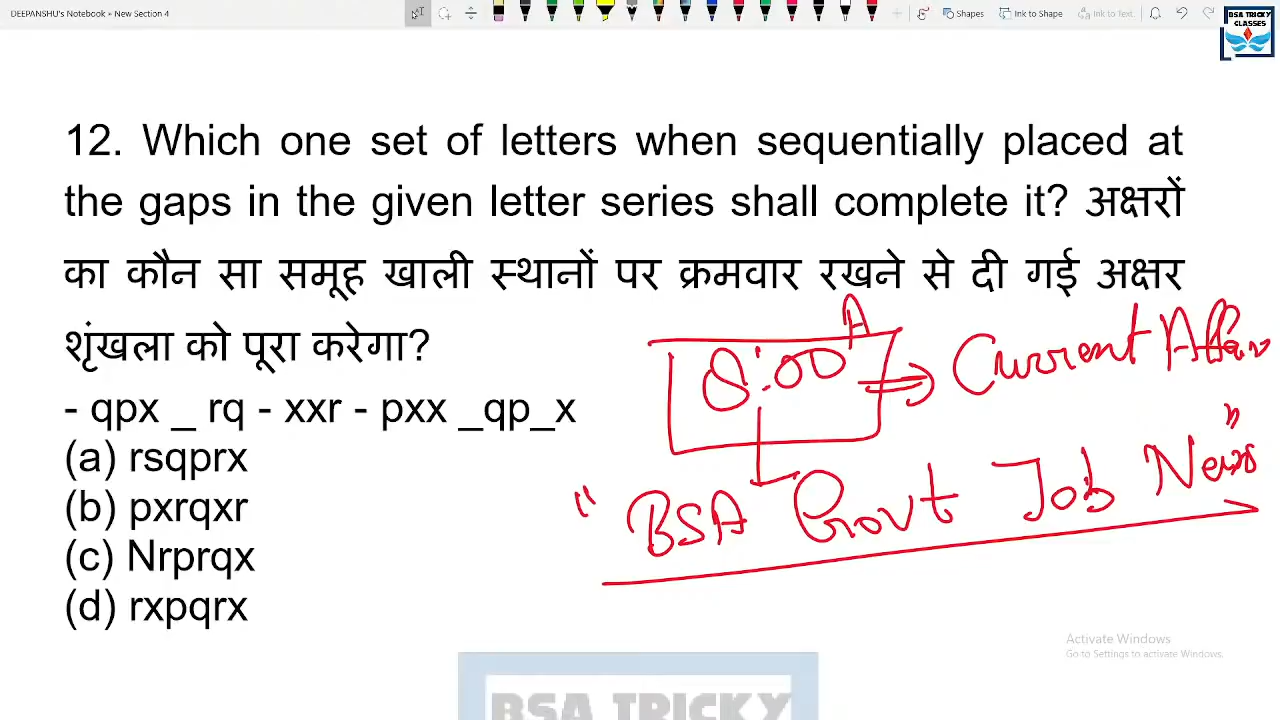 DEEPANSHU's Notebook » New Section 4
Shapes
Ink to Shape
Ink to Text
BSA TRICKY
CLASSES
12. Which one set of letters when sequentially placed at
the gaps in the given letter series shall complete it? अक्षरों
का कौन सा समूह खाली स्थानों पर क्रमवार रखने से दी गई अक्षर
शृंखला को पूरा करेगा?
- qpx _ rq - xxr - pxx _qp_x
(a) rsqprx
(b) pxrqxr
(c) Nrprqx
(d) rxpqrx
8:00 A
Current Affair
"BSA Govt Job News"
Activate Windows
Go to Settings to activate Windows.
BSA TRICKY